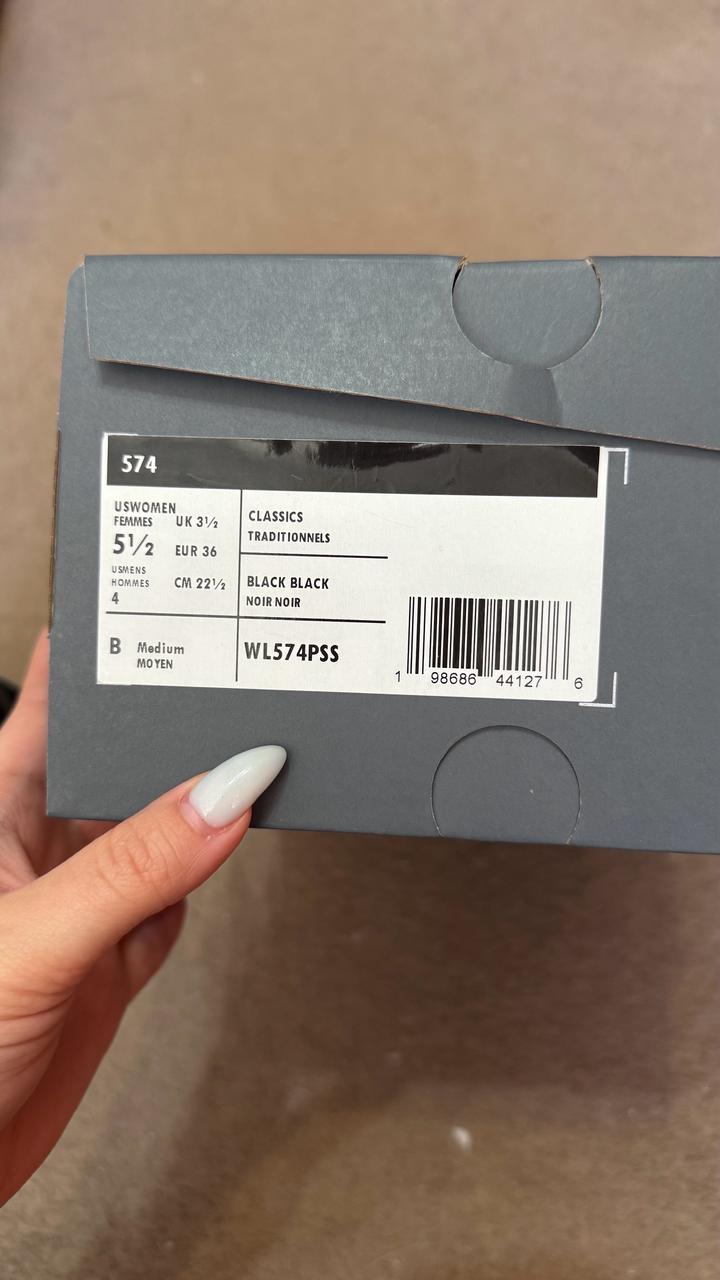 574
USWOMEN
FEMMES
5½
UK 3½
EUR 36
CM 22½
USMENS
HOMMES
4
B Medium
MOYEN
CLASSICS
TRADITIONNELS
BLACK BLACK
NOIR NOIR
WL574PSS
1 98686 44127 6